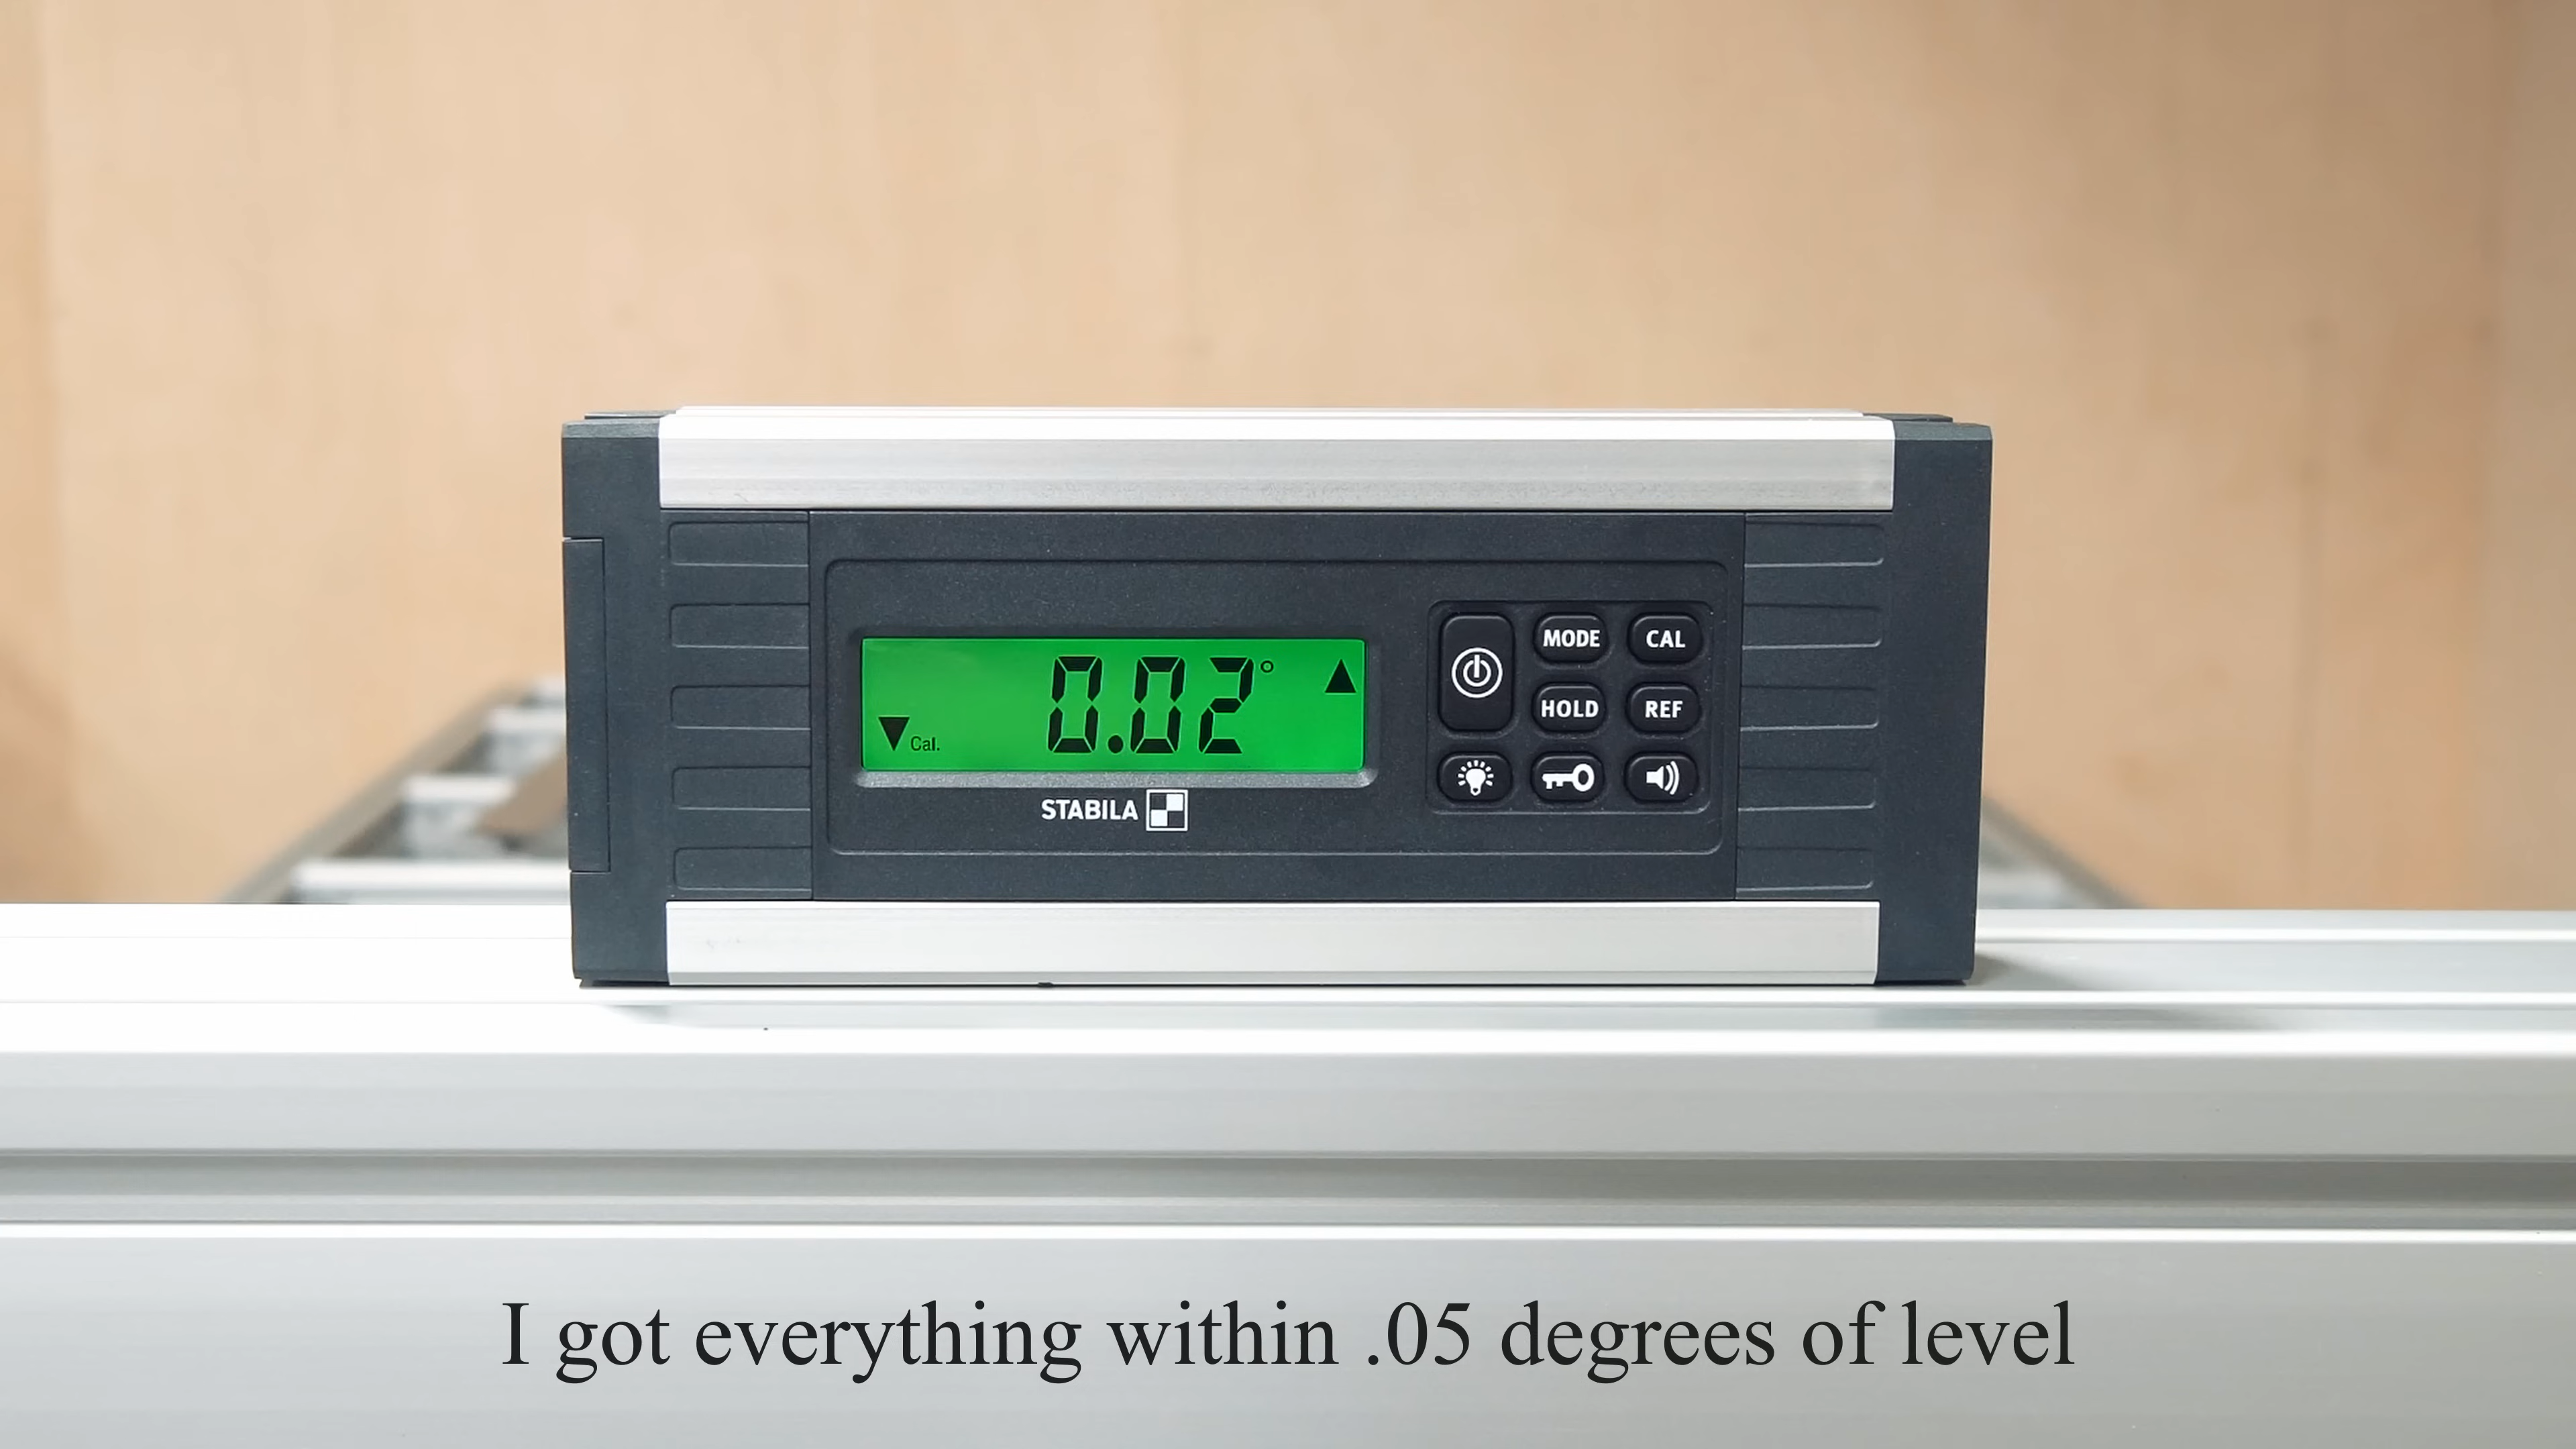 MODE CAL
0.02°
HOLD REF
Cal.
STABILA
I got everything within .05 degrees of level